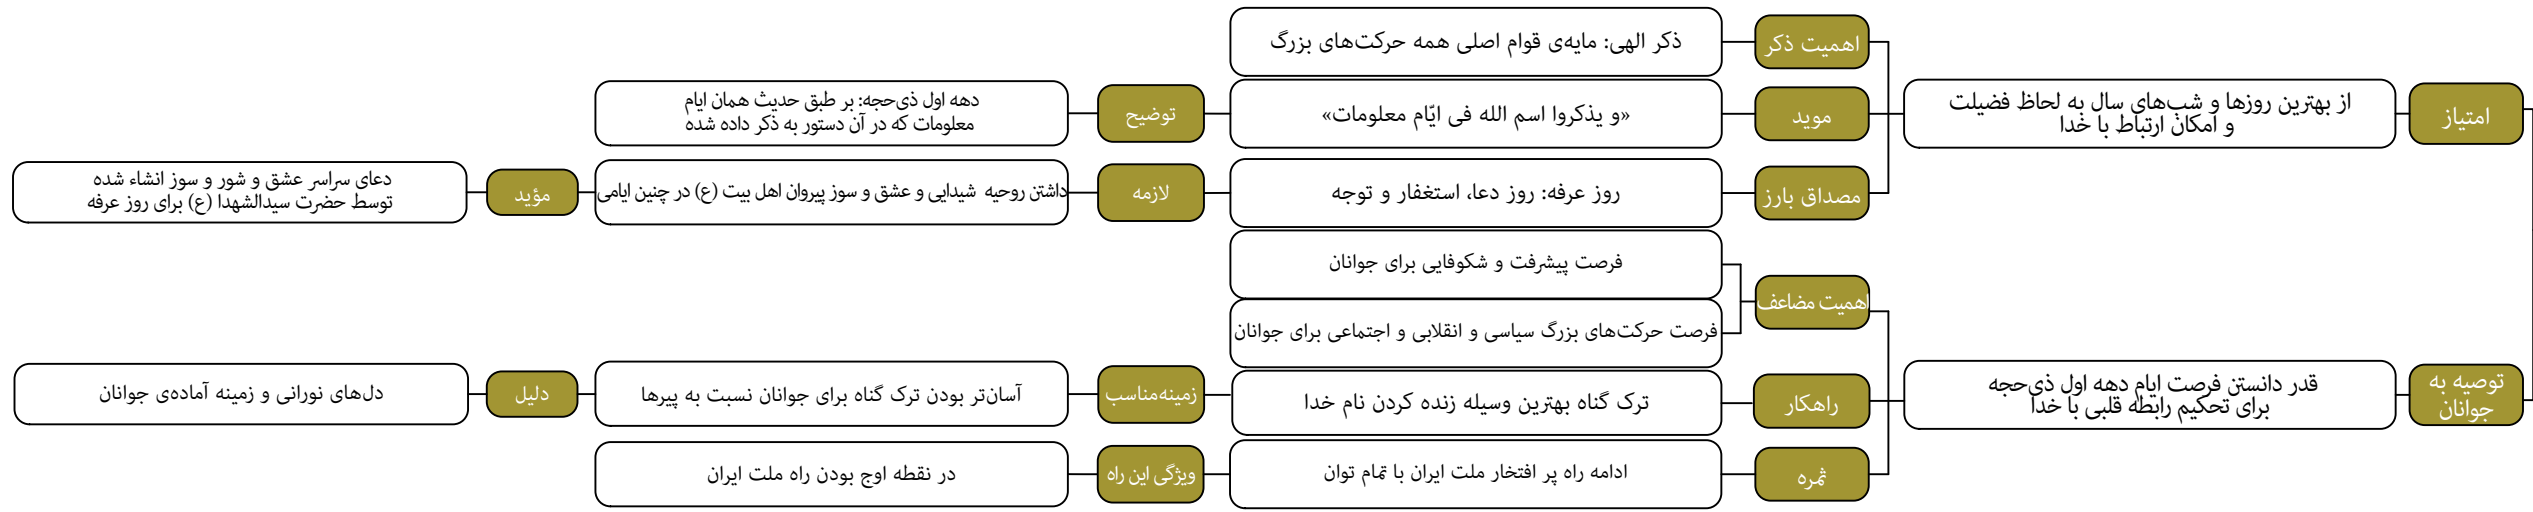 امتیاز
از بهترین روزها و شب‌های سال به لحاظ فضیلت
و امکان ارتباط با خدا
اهمیت ذکر
ذکر الهی: مایه‌ی قوام اصلی همه حرکت‌های بزرگ
موید
«و یذکروا اسم الله فی ایّام معلومات»
توضیح
دهه اول ذی‌حجه: بر طبق حدیث همان ایام
معلومات که در آن دستور به ذکر داده شده
مصداق بارز
روز عرفه: روز دعا، استغفار و توجه
لازمه
داشتن روحیه شیدایی و عشق و سوز پیروان اهل بیت (ع) در چنین ایامی
مؤید
دعای سراسر عشق و شور و سوز انشاء شده
توسط حضرت سیدالشهدا (ع) برای روز عرفه
توصیه به
جوانان
قدر دانستن فرصت ایام دهه اول ذی‌حجه
برای تحکیم رابطه قلبی با خدا
اهمیت مضاعف
فرصت پیشرفت و شکوفایی برای جوانان
فرصت حرکت‌های بزرگ سیاسی و انقلابی و اجتماعی برای جوانان
راهکار
ترک گناه بهترین وسیله زنده کردن نام خدا
زمینه‌مناسب
آسان‌تر بودن ترک گناه برای جوانان نسبت به پیرها
دلیل
دل‌های نورانی و زمینه آماده‌ی جوانان
ثمره
ادامه راه پر افتخار ملت ایران با تمام توان
ویژگی این راه
در نقطه اوج بودن راه ملت ایران